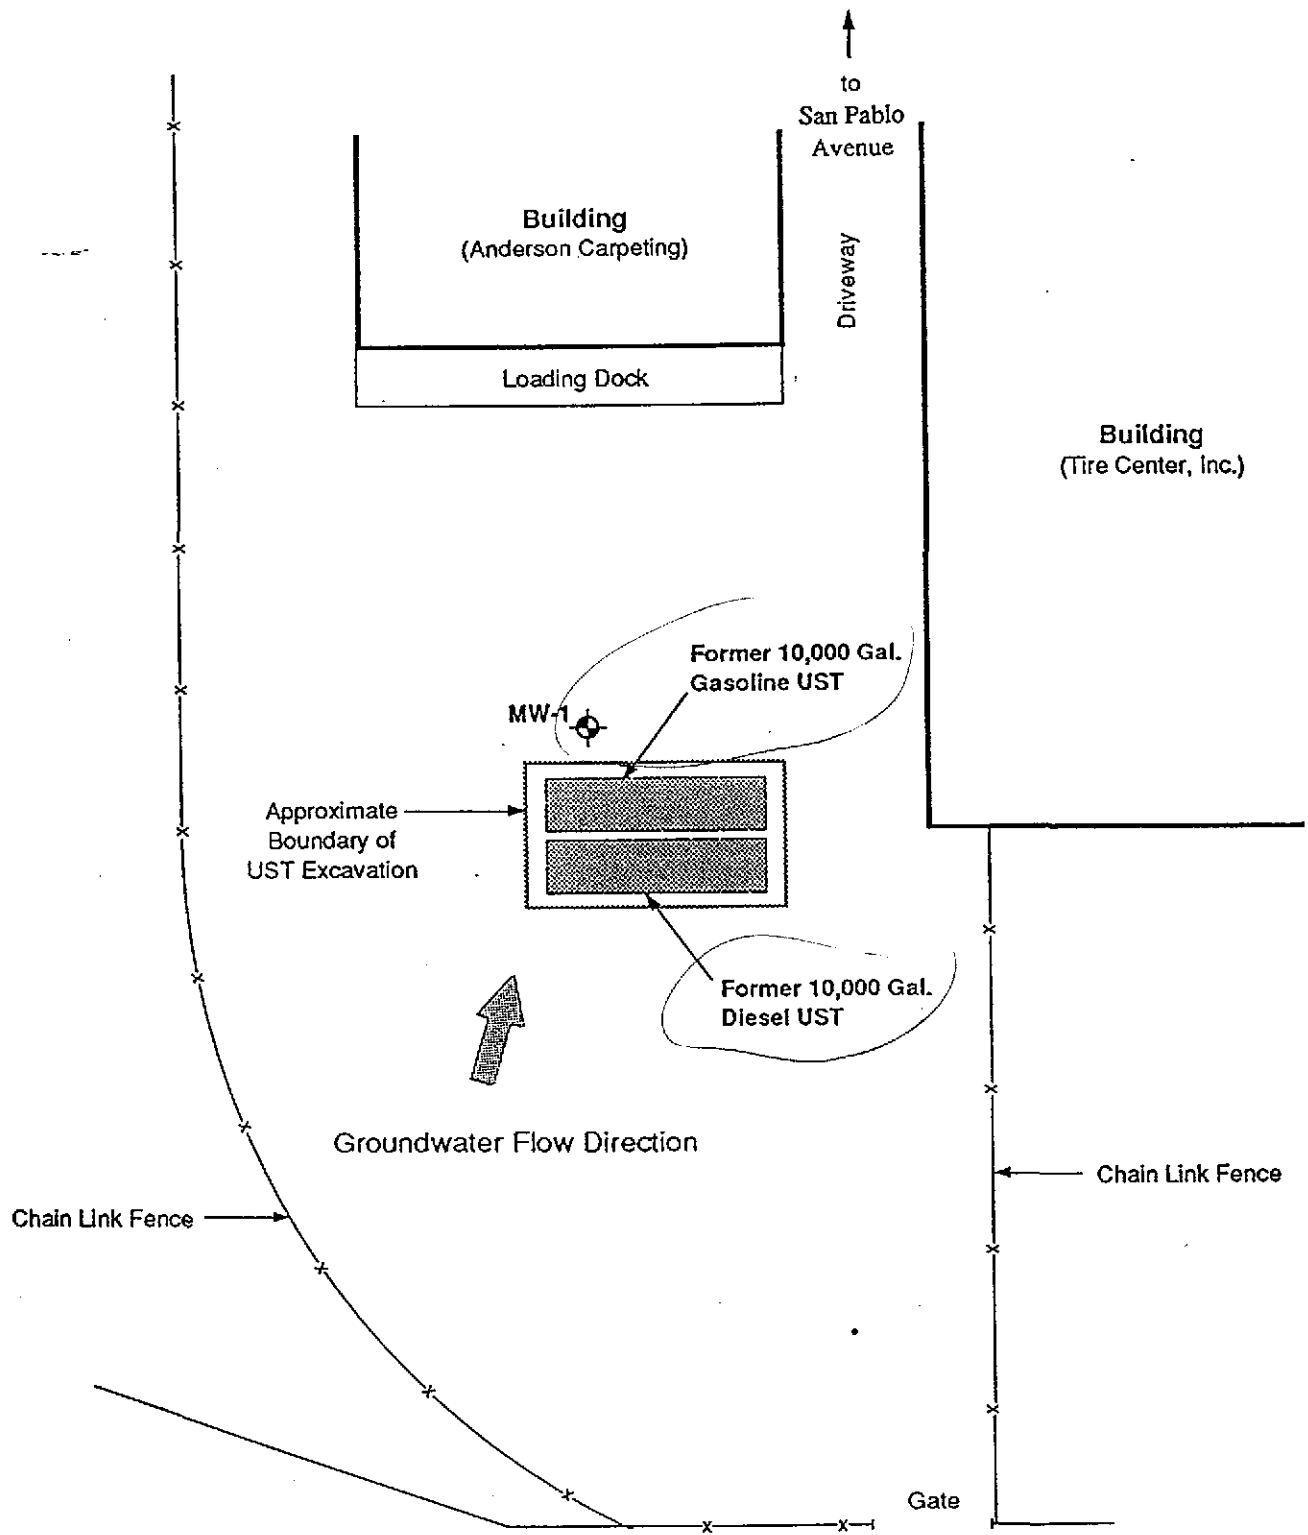 to
San Pablo
Avenue
Building
(Anderson Carpeting)
Driveway
Loading Dock
Building
(Tire Center, Inc.)
Former 10,000 Gal.
Gasoline UST
MW-1
Approximate
Boundary of
UST Excavation
Former 10,000 Gal.
Diesel UST
Groundwater Flow Direction
Chain Link Fence
Chain Link Fence
Gate